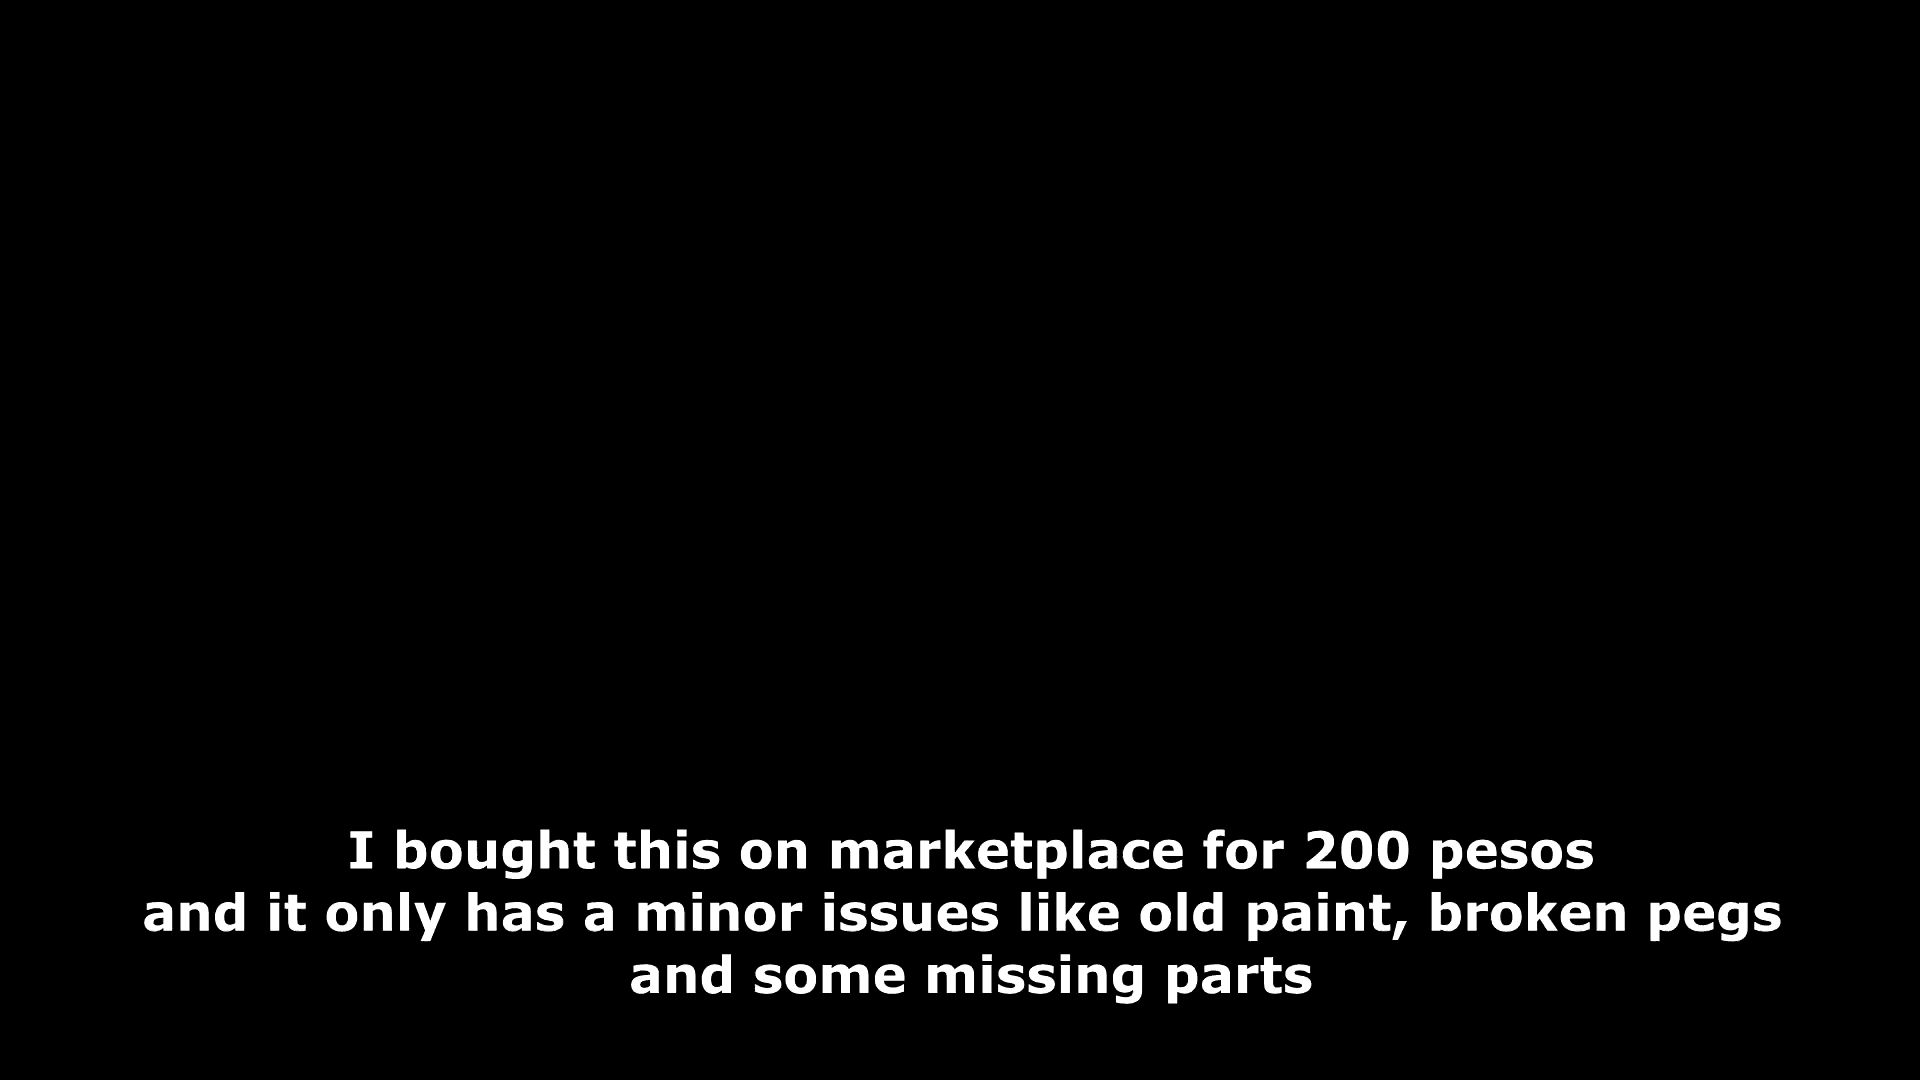 I bought this on marketplace for 200 pesos
and it only has a minor issues like old paint, broken pegs
and some missing parts